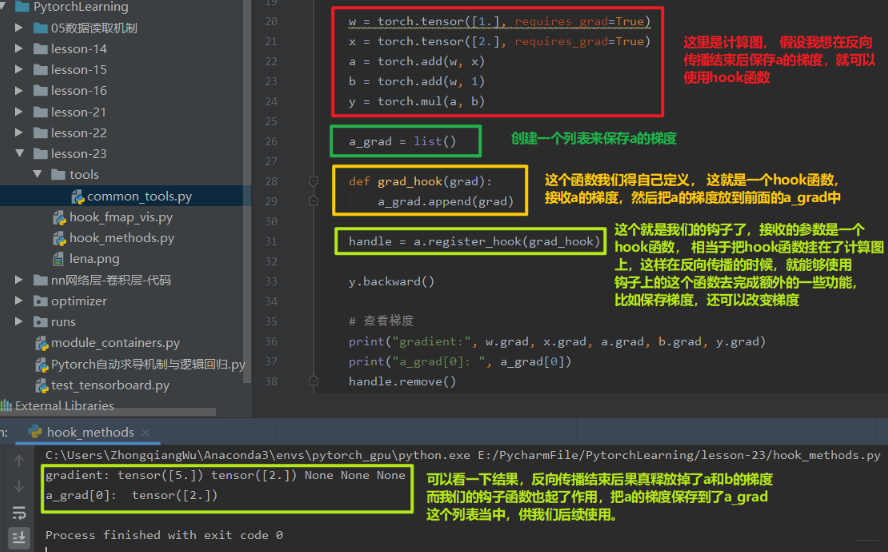 PytorchLearning
05数据读取机制
lesson-14
lesson-15
lesson-16
lesson-21
lesson-22
lesson-23
tools
common_tools.py
hook_fmap_vis.py
hook_methods.py
lena.png
nn网络层-卷积层-代码
optimizer
runs
module_containers.py
Pytorch自动求导机制与逻辑回归.py
test_tensorboard.py
External Libraries
19
20 w = torch.tensor([1.], requires_grad=True)
21 x = torch.tensor([2.], requires_grad=True)
22 a = torch.add(w, x)
23 b = torch.add(w, 1)
24 y = torch.mul(a, b)
25
26 a_grad = list()
27
28 def grad_hook(grad):
29 a_grad.append(grad)
30
31 handle = a.register_hook(grad_hook)
32
33 y.backward()
34
35 # 查看梯度
36 print("gradient:", w.grad, x.grad, a.grad, b.grad, y.grad)
37 print("a_grad[0]: ", a_grad[0])
38 handle.remove()
这里是计算图， 假设我想在反向
传播结束后保存a的梯度，就可以
使用hook函数
创建一个列表来保存a的梯度
这个函数我们得自己定义， 这就是一个hook函数，
接收a的梯度，然后把a的梯度放到前面的a_grad中
这个就是我们的钩子了，接收的参数是一个
hook函数， 相当于把hook函数挂在了计算图
上，这样在反向传播的时候，就能够使用
钩子上的这个函数去完成额外的一些功能，
比如保存梯度，还可以改变梯度
n: hook_methods ×
C:\Users\ZhongqiangWu\Anaconda3\envs\pytorch_gpu\python.exe E:/PycharmFile/PytorchLearning/lesson-23/hook_methods.py
gradient: tensor([5.]) tensor([2.]) None None None
a_grad[0]:  tensor([2.])
可以看一下结果，反向传播结束后果真释放掉了a和b的梯度
而我们的钩子函数也起了作用，把a的梯度保存到了a_grad
这个列表当中，供我们后续使用。
Process finished with exit code 0